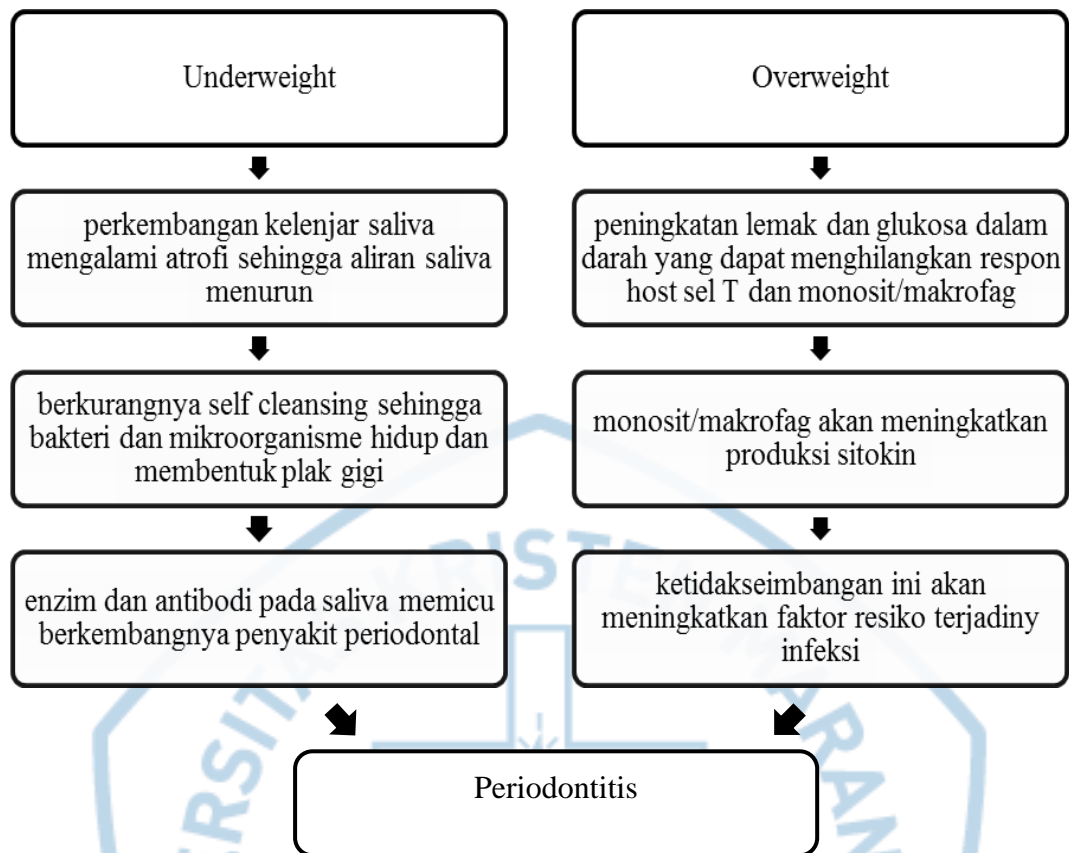 Underweight
perkembangan kelenjar saliva
mengalami atrofi sehingga aliran saliva
menurun
berkurangnya self cleansing sehingga
bakteri dan mikroorganisme hidup dan
membentuk plak gigi
enzim dan antibodi pada saliva memicu
berkembangnya penyakit periodontal
Overweight
peningkatan lemak dan glukosa dalam
darah yang dapat menghilangkan respon
host sel T dan monosit/makrofag
monosit/makrofag akan meningkatkan
produksi sitokin
ketidakseimbangan ini akan
meningkatkan faktor resiko terjadiny
infeksi
Periodontitis